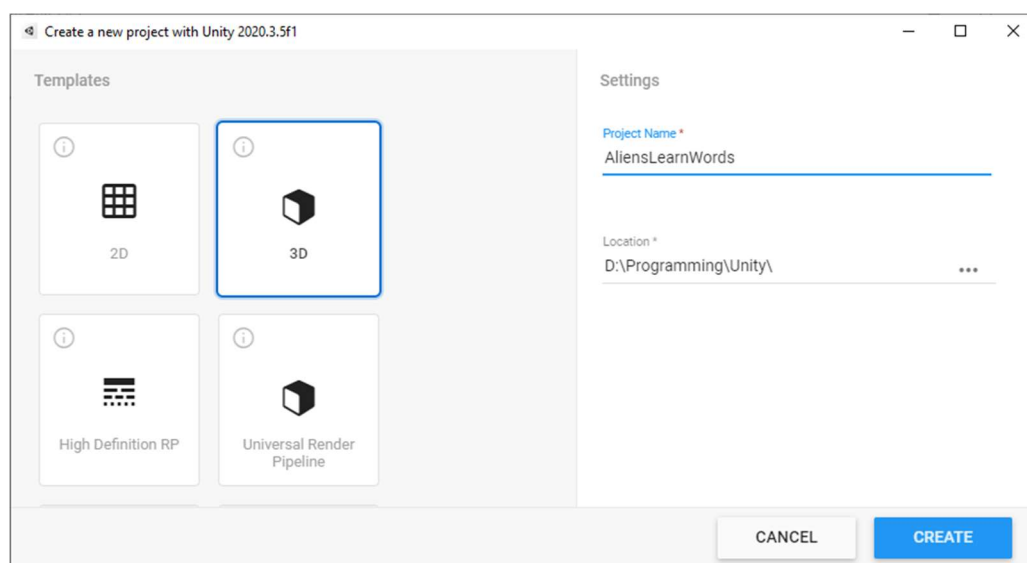 Create a new project with Unity 2020.3.5f1
Templates
2D
3D
High Definition RP
Universal Render
Pipeline
Settings
Project Name *
AliensLearnWords
Location *
D:\Programming\Unity\
CANCEL
CREATE